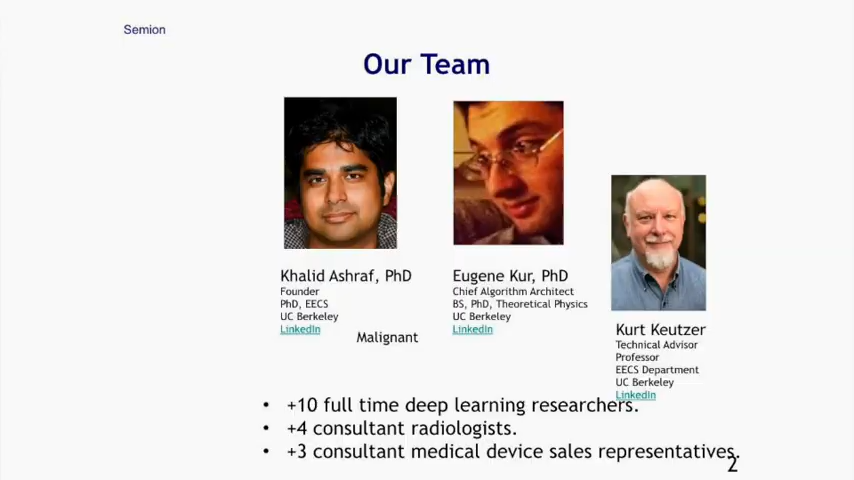 Semion
Our Team
Khalid Ashraf, PhD
Founder
PhD, EECS
UC Berkeley
LinkedIn
Malignant
Eugene Kur, PhD
Chief Algorithm Architect
BS, PhD, Theoretical Physics
UC Berkeley
LinkedIn
Kurt Keutzer
Technical Advisor
Professor
EECS Department
UC Berkeley
LinkedIn
• +10 full time deep learning researchers.
• +4 consultant radiologists.
• +3 consultant medical device sales representatives.
2